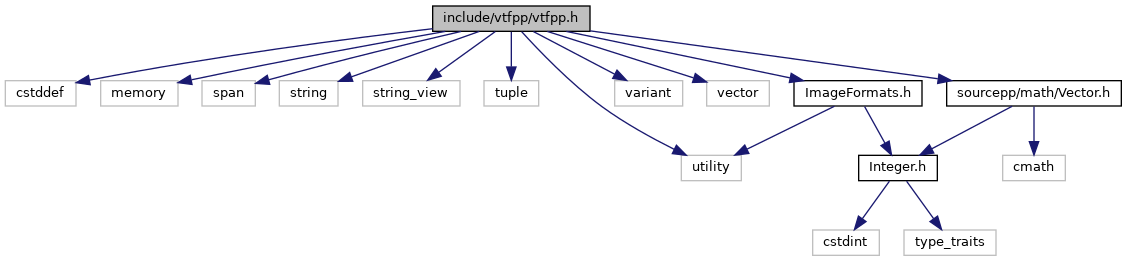 include/vtfpp/vtfpp.h
cstddef
memory
span
string
string_view
tuple
variant
vector
ImageFormats.h
sourcepp/math/Vector.h
utility
Integer.h
cmath
cstdint
type_traits